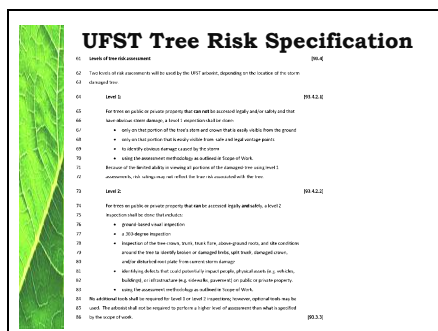 UFST Tree Risk Specification
61 Levels of tree risk assessment [93.4]
62 Two levels of risk assessments will be used by the UFST arborist, depending on the location of the storm
63 damaged tree.
64 Level 1: [93.4.2.1]
65 For trees on public or private property that can not be accessed legally and/or safely and that
66 have obvious storm damage, a Level 1 inspection shall be done:
67 • only on that portion of the tree's stem and crown that is easily visible from the ground
68 • only on that portion that is easily visible from safe and legal vantage points
69 • to identify obvious damage caused by the storm
70 • using the assessment methodology as outlined in Scope of Work.
71 Because of the limited ability in viewing all portions of the damaged tree using level 1
72 assessments, risk ratings may not reflect the true risk associated with the tree.
73 Level 2: [93.4.2.2]
74 For trees on public or private property that can be accessed legally and safely, a level 2
75 inspection shall be done that includes:
76 • ground-based visual inspection
77 • a 360-degree inspection
78 • inspection of the tree crown, trunk, trunk flare, above-ground roots, and site conditions
79 around the tree to identify broken or damaged limbs, split trunk, damaged crown,
80 and/or disturbed root plate from current storm damage
81 • identifying defects that could potentially impact people, physical assets (e.g. vehicles,
82 buildings), or infrastructure (e.g. sidewalks, pavement) on public or private property.
83 • using the assessment methodology as outlined in Scope of Work.
84 No additional tools shall be required for Level 1 or Level 2 inspections; however, optional tools may be
85 used. The arborist shall not be required to perform a higher level of assessment than what is specified
86 by the scope of work. [93.3.3]